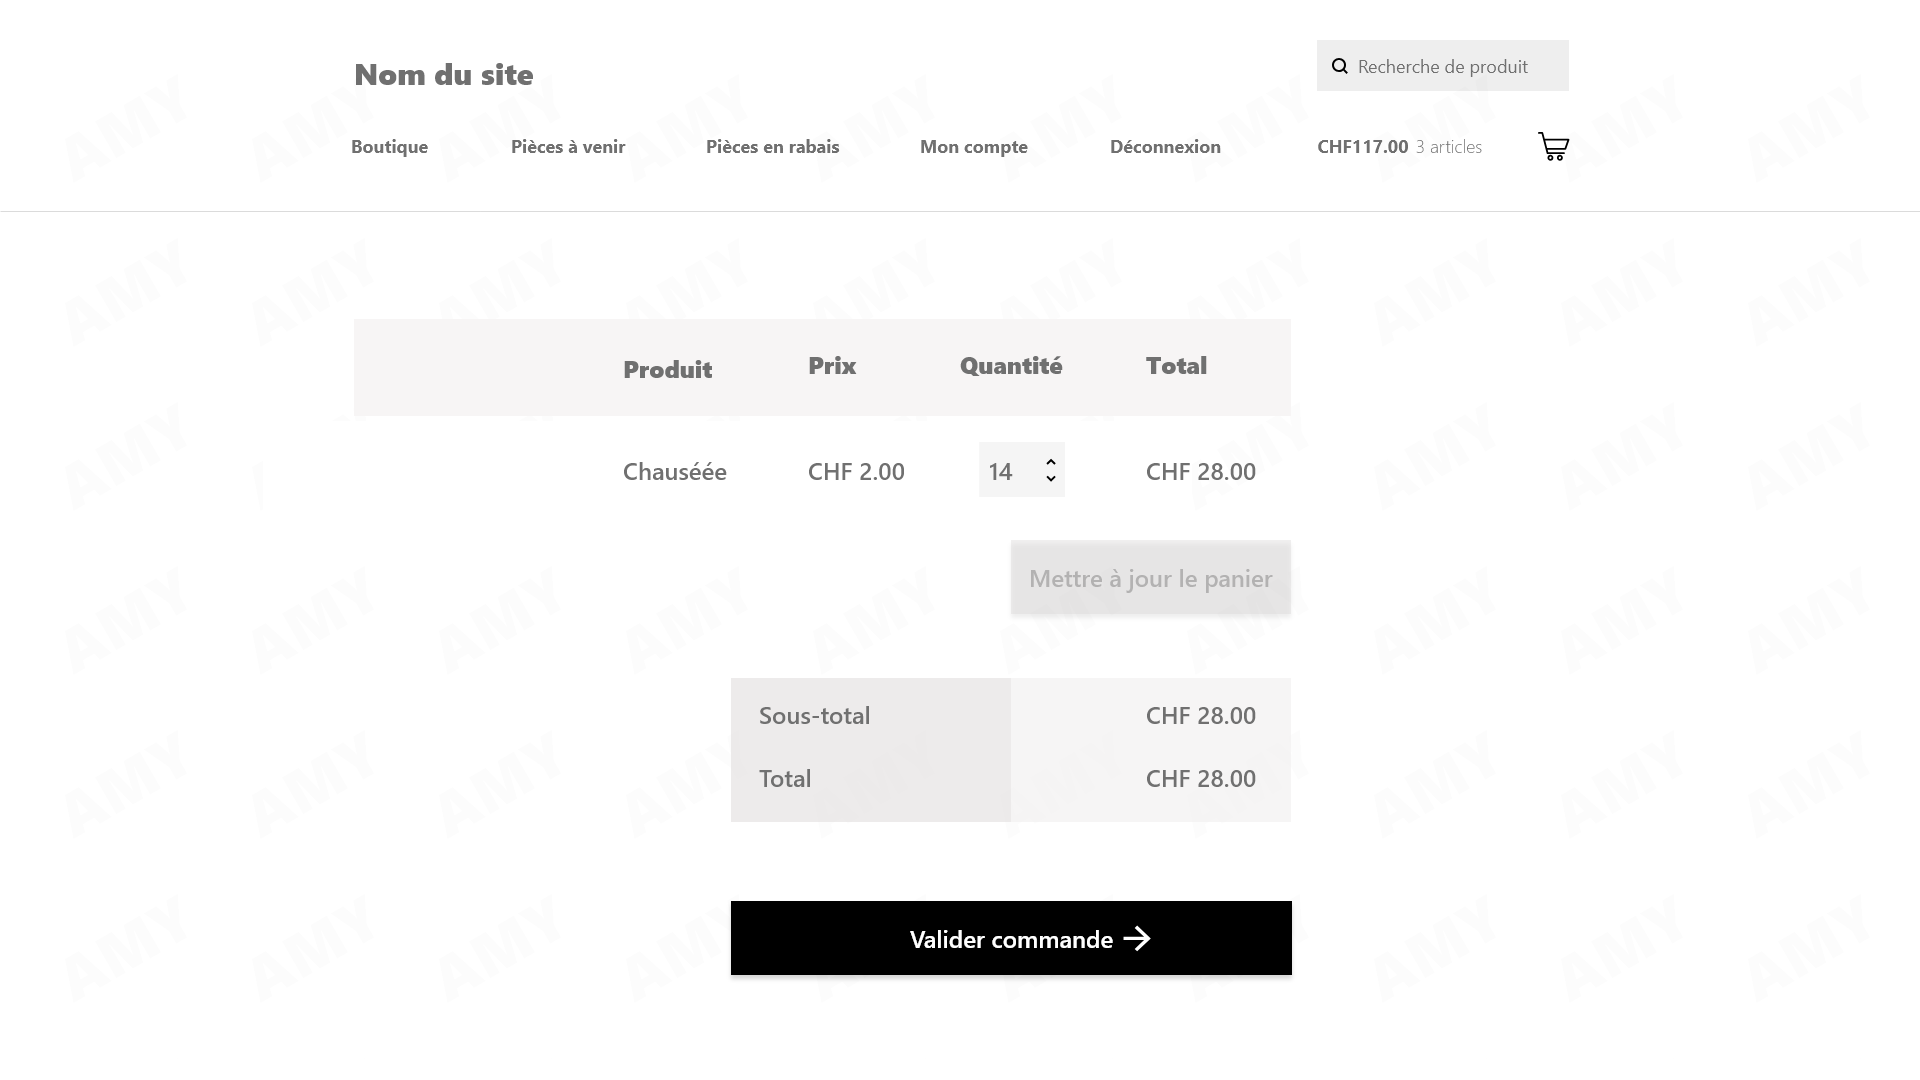 Nom du site
Recherche de produit
Boutique Pièces à venir Pièces en rabais Mon compte Déconnexion CHF117.00 3 articles
Produit Prix Quantité Total
Chauséée CHF 2.00 14 CHF 28.00
Mettre à jour le panier
Sous-total CHF 28.00
Total CHF 28.00
Valider commande
AMY